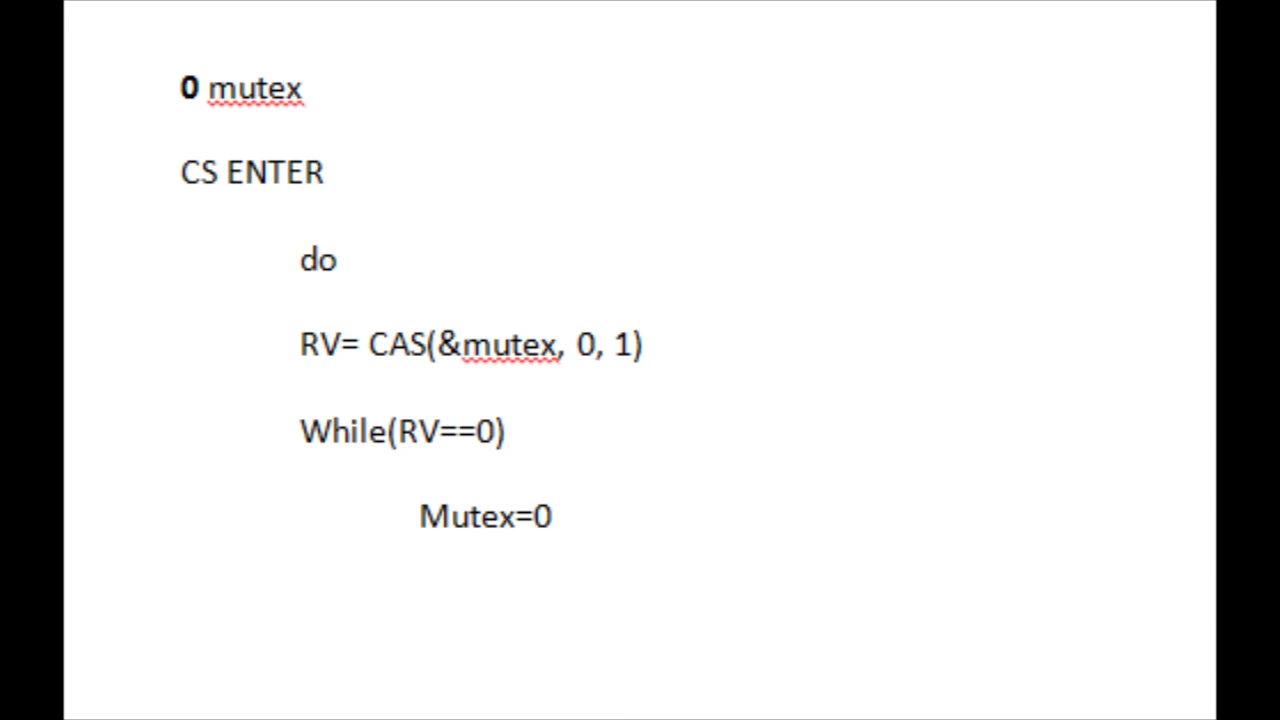 0 mutex
CS ENTER
do
RV= CAS(&mutex, 0, 1)
While(RV==0)
Mutex=0